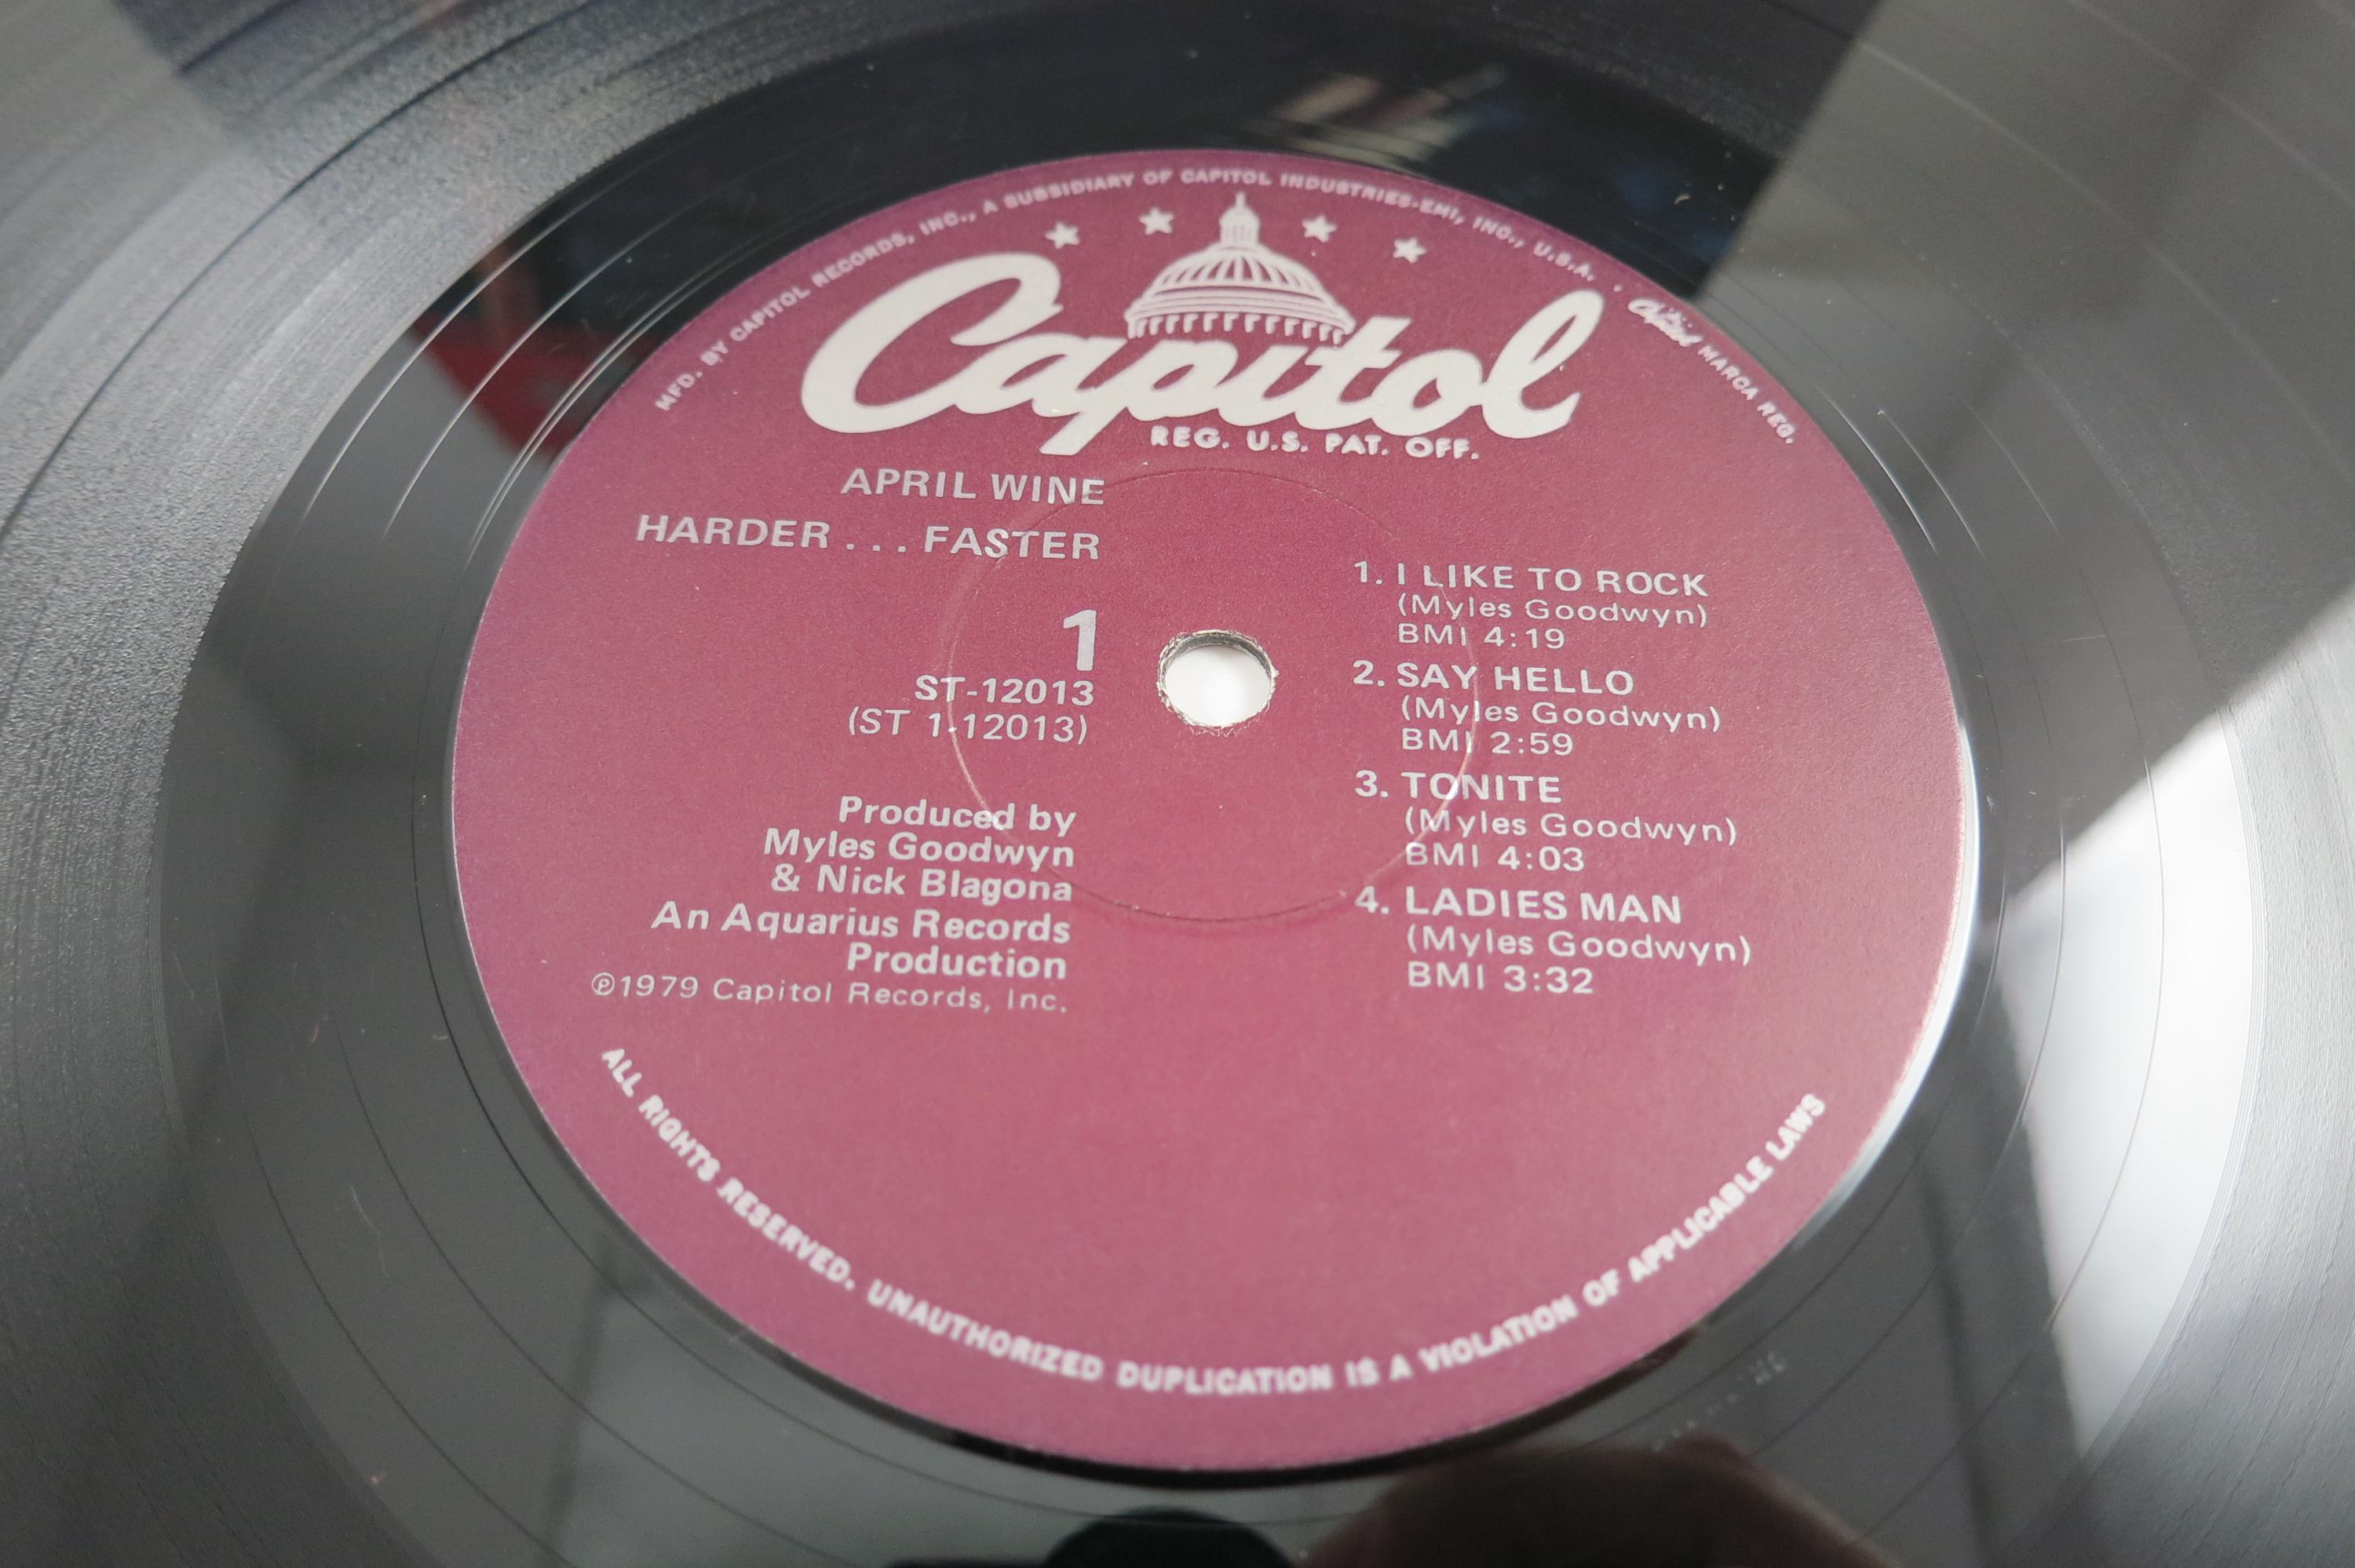 MFD. BY CAPITOL RECORDS, INC., A SUBSIDIARY OF CAPITOL INDUSTRIES-EMI, INC., U.S.A. . Capitol MARCA REG.
Capitol
REG. U.S. PAT. OFF.
APRIL WINE
HARDER . . . FASTER
1
ST-12013
(ST 1-12013)
Produced by
Myles Goodwyn
& Nick Blagona
An Aquarius Records
Production
℗1979 Capitol Records, Inc.
1. I LIKE TO ROCK
(Myles Goodwyn)
BMI 4:19
2. SAY HELLO
(Myles Goodwyn)
BMI 2:59
3. TONITE
(Myles Goodwyn)
BMI 4:03
4. LADIES MAN
(Myles Goodwyn)
BMI 3:32
ALL RIGHTS RESERVED. UNAUTHORIZED DUPLICATION IS A VIOLATION OF APPLICABLE LAWS